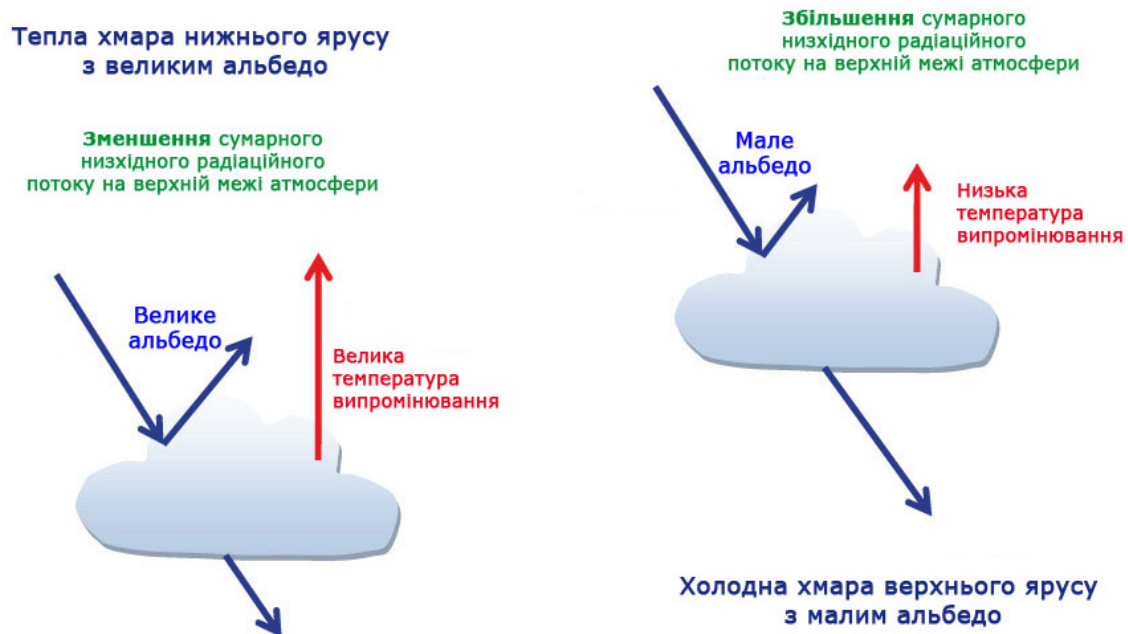 Тепла хмара нижнього ярусу
з великим альбедо
Зменшення сумарного
низхідного радіаційного
потоку на верхній межі атмосфери
Велике
альбедо
Велика
температура
випромінювання
Збільшення сумарного
низхідного радіаційного
потоку на верхній межі атмосфери
Мале
альбедо
Низька
температура
випромінювання
Холодна хмара верхнього ярусу
з малим альбедо